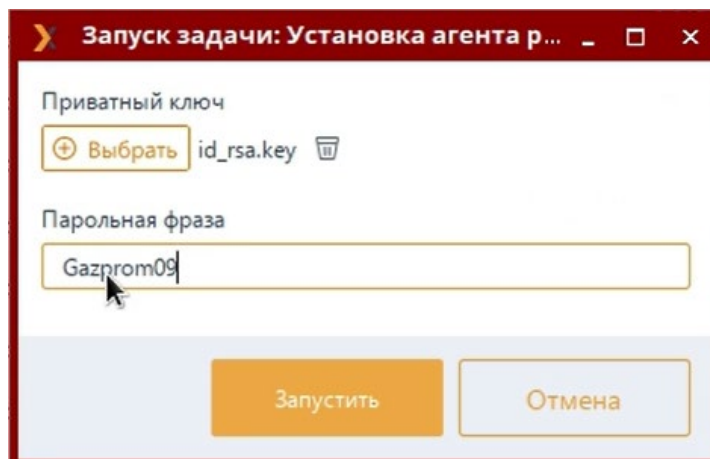 Запуск задачи: Установка агента р...
Приватный ключ
Выбрать id_rsa.key
Парольная фраза
Gazprom09
Запустить Отмена